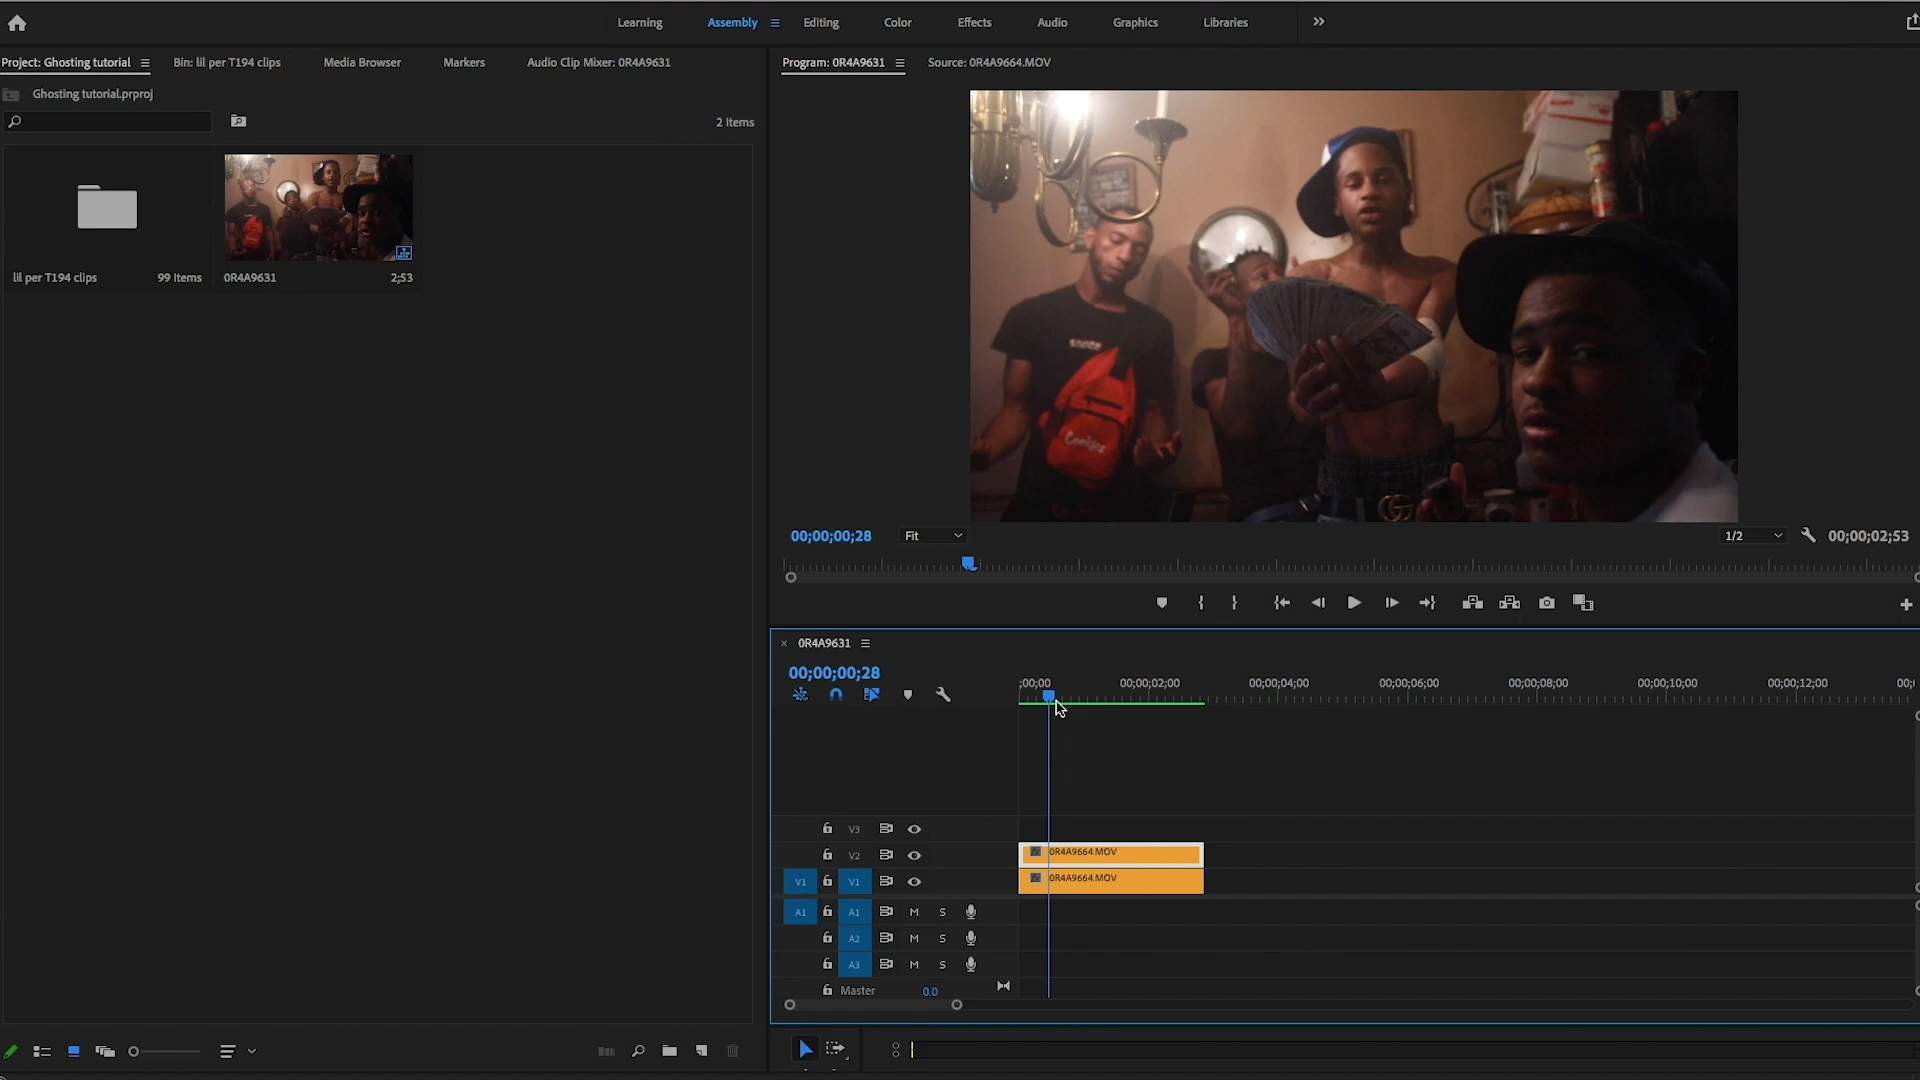 Learning Assembly Editing Color Effects Audio Graphics Libraries
Project: Ghosting tutorial Bin: lil per T194 clips Media Browser Markers Audio Clip Mixer: 0R4A9631
Program: 0R4A9631 Source: 0R4A9664.MOV
Ghosting tutorial.prproj
2 Items
lil per T194 clips 99 Items 0R4A9631 2;53
Cookies
00;00;00;28 Fit 1/2 00;00;02;53
0R4A9631
00;00;00;28
;00;00 00;00;02;00 00;00;04;00 00;00;06;00 00;00;08;00 00;00;10;00 00;00;12;00 00;
V3
V2 0R4A9664.MOV
V1 V1 0R4A9664.MOV
A1 A1 M S
A2 M S
A3 M S
Master 0.0